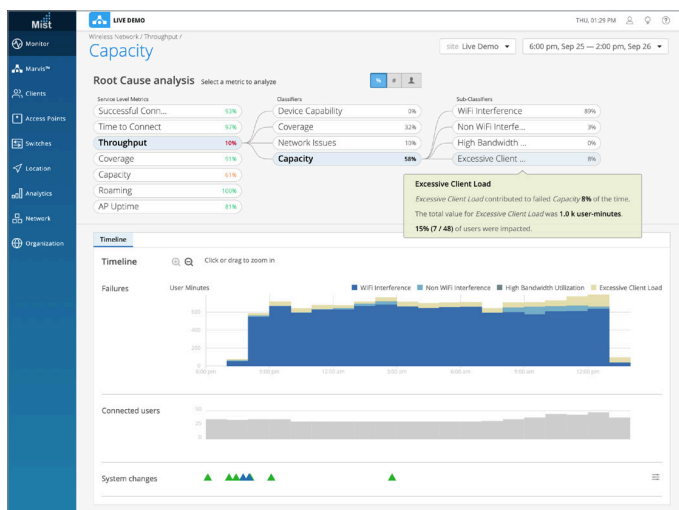 Mist
LIVE DEMO
THU, 01:29 PM
Monitor
Marvis™
Clients
Access Points
Switches
Location
Analytics
Network
Organization
Wireless Network / Throughput /
Capacity
site Live Demo
6:00 pm, Sep 25 — 2:00 pm, Sep 26
Root Cause analysis Select a metric to analyze
% #
Service Level Metrics
Successful Conn... 93%
Time to Connect 97%
Throughput 10%
Coverage 91%
Capacity 61%
Roaming 100%
AP Uptime 81%
Classifiers
Device Capability 0%
Coverage 32%
Network Issues 10%
Capacity 58%
Sub-Classifiers
WiFi Interference 89%
Non WiFi Interfe... 3%
High Bandwidth ... 0%
Excessive Client ... 8%
Excessive Client Load
Excessive Client Load contributed to failed Capacity 8% of the time.
The total value for Excessive Client Load was 1.0 k user-minutes.
15% (7 / 48) of users were impacted.
Timeline
Timeline Click or drag to zoom in
Failures
User Minutes
WiFi Interference Non WiFi Interference High Bandwidth Utilization Excessive Client Load
600
400
200
0
6:00 pm 9:00 pm 12:00 am 3:00 am 6:00 am 9:00 am 12:00 pm
Connected users
50
25
0
System changes